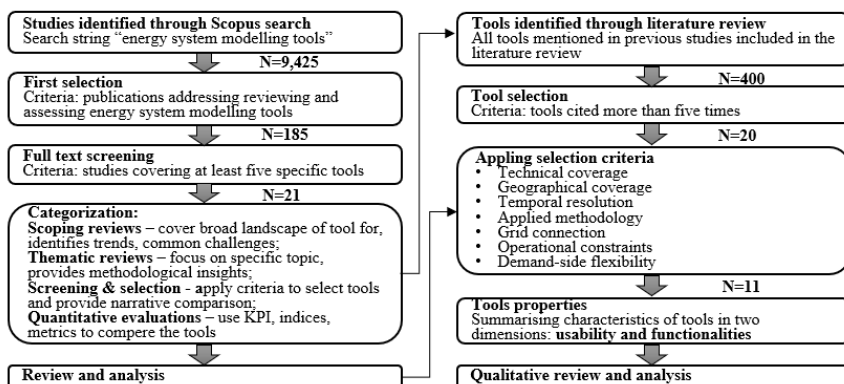 Studies identified through Scopus search
Search string “energy system modelling tools”
N=9,425
First selection
Criteria: publications addressing reviewing and
assessing energy system modelling tools
N=185
Full text screening
Criteria: studies covering at least five specific tools
N=21
Categorization:
Scoping reviews – cover broad landscape of tool for,
identifies trends, common challenges;
Thematic reviews – focus on specific topic,
provides methodological insights;
Screening & selection - apply criteria to select tools
and provide narrative comparison;
Quantitative evaluations – use KPI, indices,
metrics to compere the tools
Review and analysis
Tools identified through literature review
All tools mentioned in previous studies included in the
literature review
N=400
Tool selection
Criteria: tools cited more than five times
N=20
Appling selection criteria
• Technical coverage
• Geographical coverage
• Temporal resolution
• Applied methodology
• Grid connection
• Operational constraints
• Demand-side flexibility
N=11
Tools properties
Summarising characteristics of tools in two
dimensions: usability and functionalities
Qualitative review and analysis